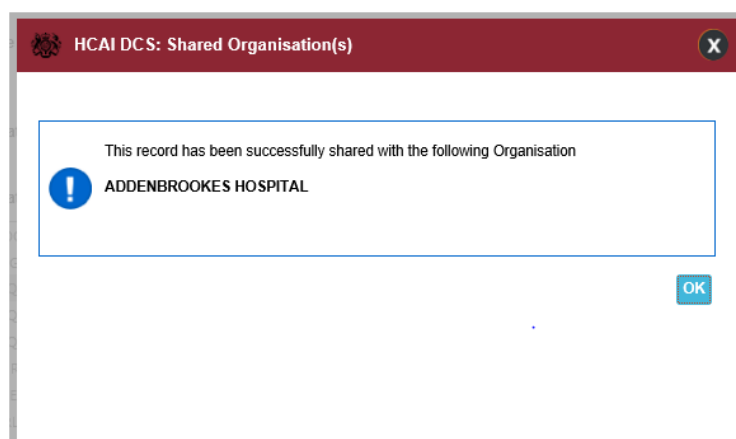 HCAI DCS: Shared Organisation(s)
X
This record has been successfully shared with the following Organisation
ADDENBROOKES HOSPITAL
OK